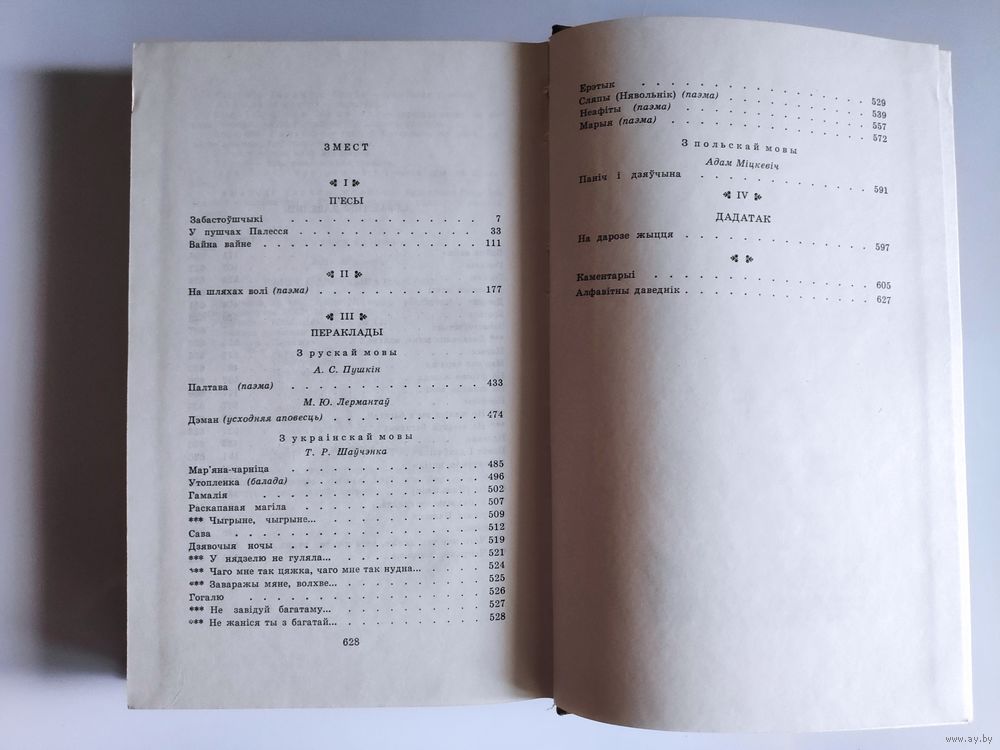 ЗМЕСТ
I
П'ЕСЫ
Забастоўшчыкі . . . . . . . . . . . . 7
У пушчах Палесся . . . . . . . . . . . 33
Вайна вайне . . . . . . . . . . . . 111
II
На шляхах волі (паэма) . . . . . . . . . . 177
III
ПЕРАКЛАДЫ
З рускай мовы
А. С. Пушкін
Палтава (паэма) . . . . . . . . . . . . 433
М. Ю. Лермантаў
Дэман (усходняя аповесць) . . . . . . . . . 474
З украінскай мовы
Т. Р. Шаўчэнка
Мар'яна-чарніца . . . . . . . . . . . 485
Утопленка (балада) . . . . . . . . . . . 496
Гамалія . . . . . . . . . . . . . 502
Раскапаная магіла . . . . . . . . . . . 507
*** Чыгрыне, чыгрыне... . . . . . . . . . 509
Сава . . . . . . . . . . . . . . 512
Дзявочыя ночы . . . . . . . . . . . . 519
*** У нядзелю не гуляла... . . . . . . . . . 521
*** Чаго мне так цяжка, чаго мне так нудна... . . . . 524
*** Заваражы мяне, волхве... . . . . . . . . 525
Гогалю . . . . . . . . . . . . . 526
*** Не завідуй багатаму... . . . . . . . . . 527
*** Не жаніся ты з багатай... . . . . . . . . 528
628
Ерэтык . . . . . . . . . . . . . 529
Сляпы (Нявольнік) (паэма) . . . . . . . . . 539
Неафіты (паэма) . . . . . . . . . . . 557
Марыя (паэма) . . . . . . . . . . . . 572
З польскай мовы
Адам Міцкевіч
Паніч і дзяўчына . . . . . . . . . . . 591
IV
ДАДАТАК
На дарозе жыцця . . . . . . . . . . . 597
Каментарыі . . . . . . . . . . . . 605
Алфавітны даведнік . . . . . . . . . . . 627
www.ay.by